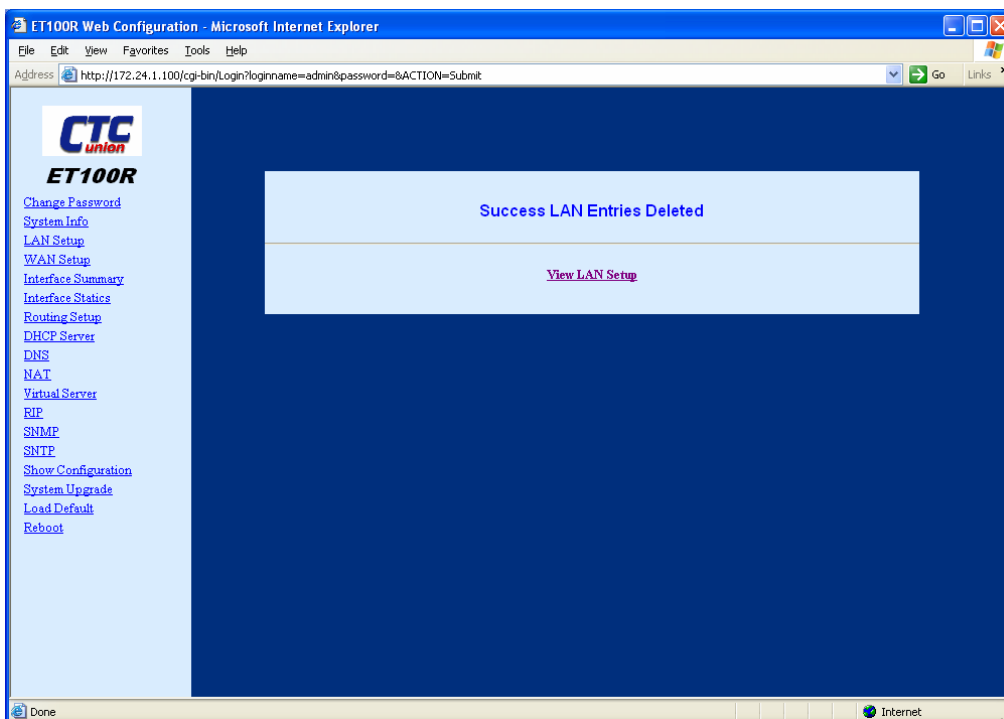 ET100R Web Configuration - Microsoft Internet Explorer
File Edit View Favorites Tools Help
Address http://172.24.1.100/cgi-bin/Login?loginname=admin&password=&ACTION=Submit Go Links
CTC
union
ET100R
Change Password
System Info
LAN Setup
WAN Setup
Interface Summary
Interface Statics
Routing Setup
DHCP Server
DNS
NAT
Virtual Server
RIP
SNMP
SNTP
Show Configuration
System Upgrade
Load Default
Reboot
Success LAN Entries Deleted
View LAN Setup
Done Internet